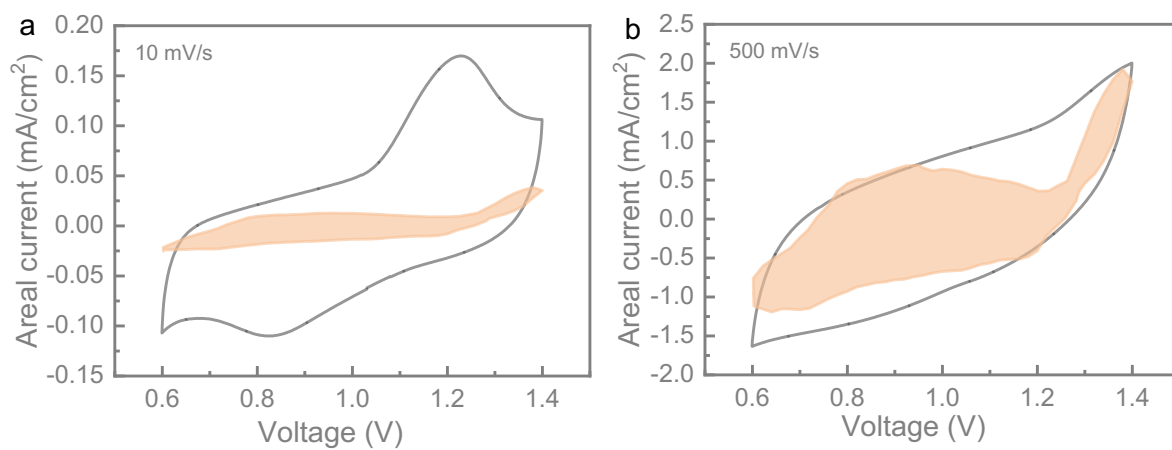 a
10 mV/s
0.20
0.15
0.10
0.05
0.00
-0.05
-0.10
-0.15
Areal current (mA/cm²)
0.6 0.8 1.0 1.2 1.4
Voltage (V)
b
500 mV/s
2.5
2.0
1.5
1.0
0.5
0.0
-0.5
-1.0
-1.5
-2.0
Areal current (mA/cm²)
0.6 0.8 1.0 1.2 1.4
Voltage (V)